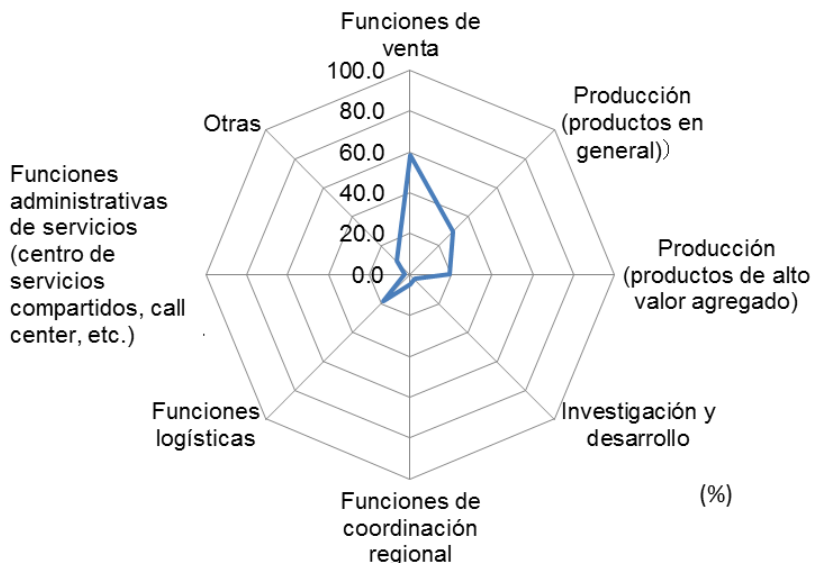 Funciones de
venta
100.0
80.0
60.0
40.0
20.0
0.0
Producción
(productos en
general)）
Producción
(productos de alto
valor agregado)
Investigación y
desarrollo
(%)
Funciones de
coordinación
regional
Funciones
logísticas
Funciones
administrativas
de servicios
(centro de
servicios
compartidos, call
center, etc.)
Otras